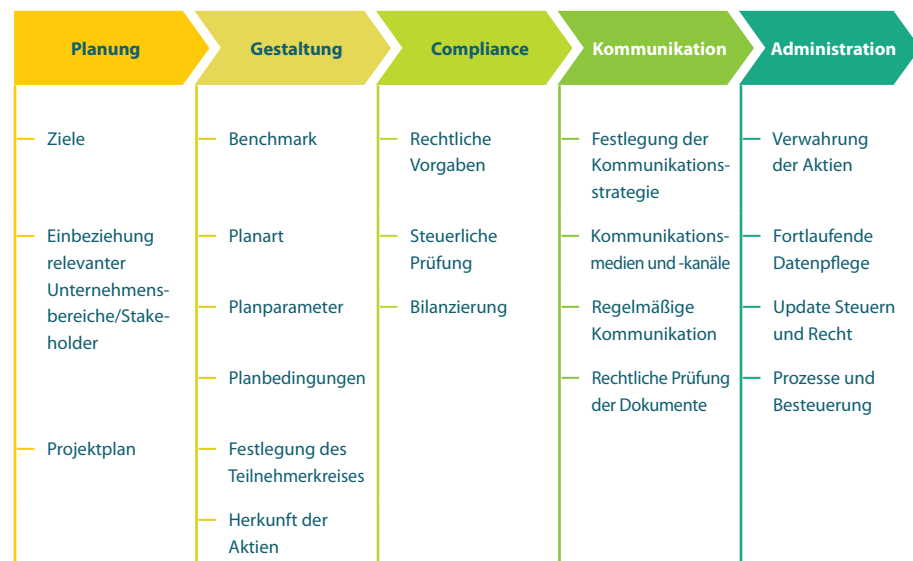 Planung
Gestaltung
Compliance
Kommunikation
Administration
Ziele
Einbeziehung
relevanter
Unternehmens-
bereiche/Stake-
holder
Projektplan
Benchmark
Planart
Planparameter
Planbedingungen
Festlegung des
Teilnehmerkreises
Herkunft der
Aktien
Rechtliche
Vorgaben
Steuerliche
Prüfung
Bilanzierung
Festlegung der
Kommunikations-
strategie
Kommunikations-
medien und -kanäle
Regelmäßige
Kommunikation
Rechtliche Prüfung
der Dokumente
Verwahrung
der Aktien
Fortlaufende
Datenpflege
Update Steuern
und Recht
Prozesse und
Besteuerung